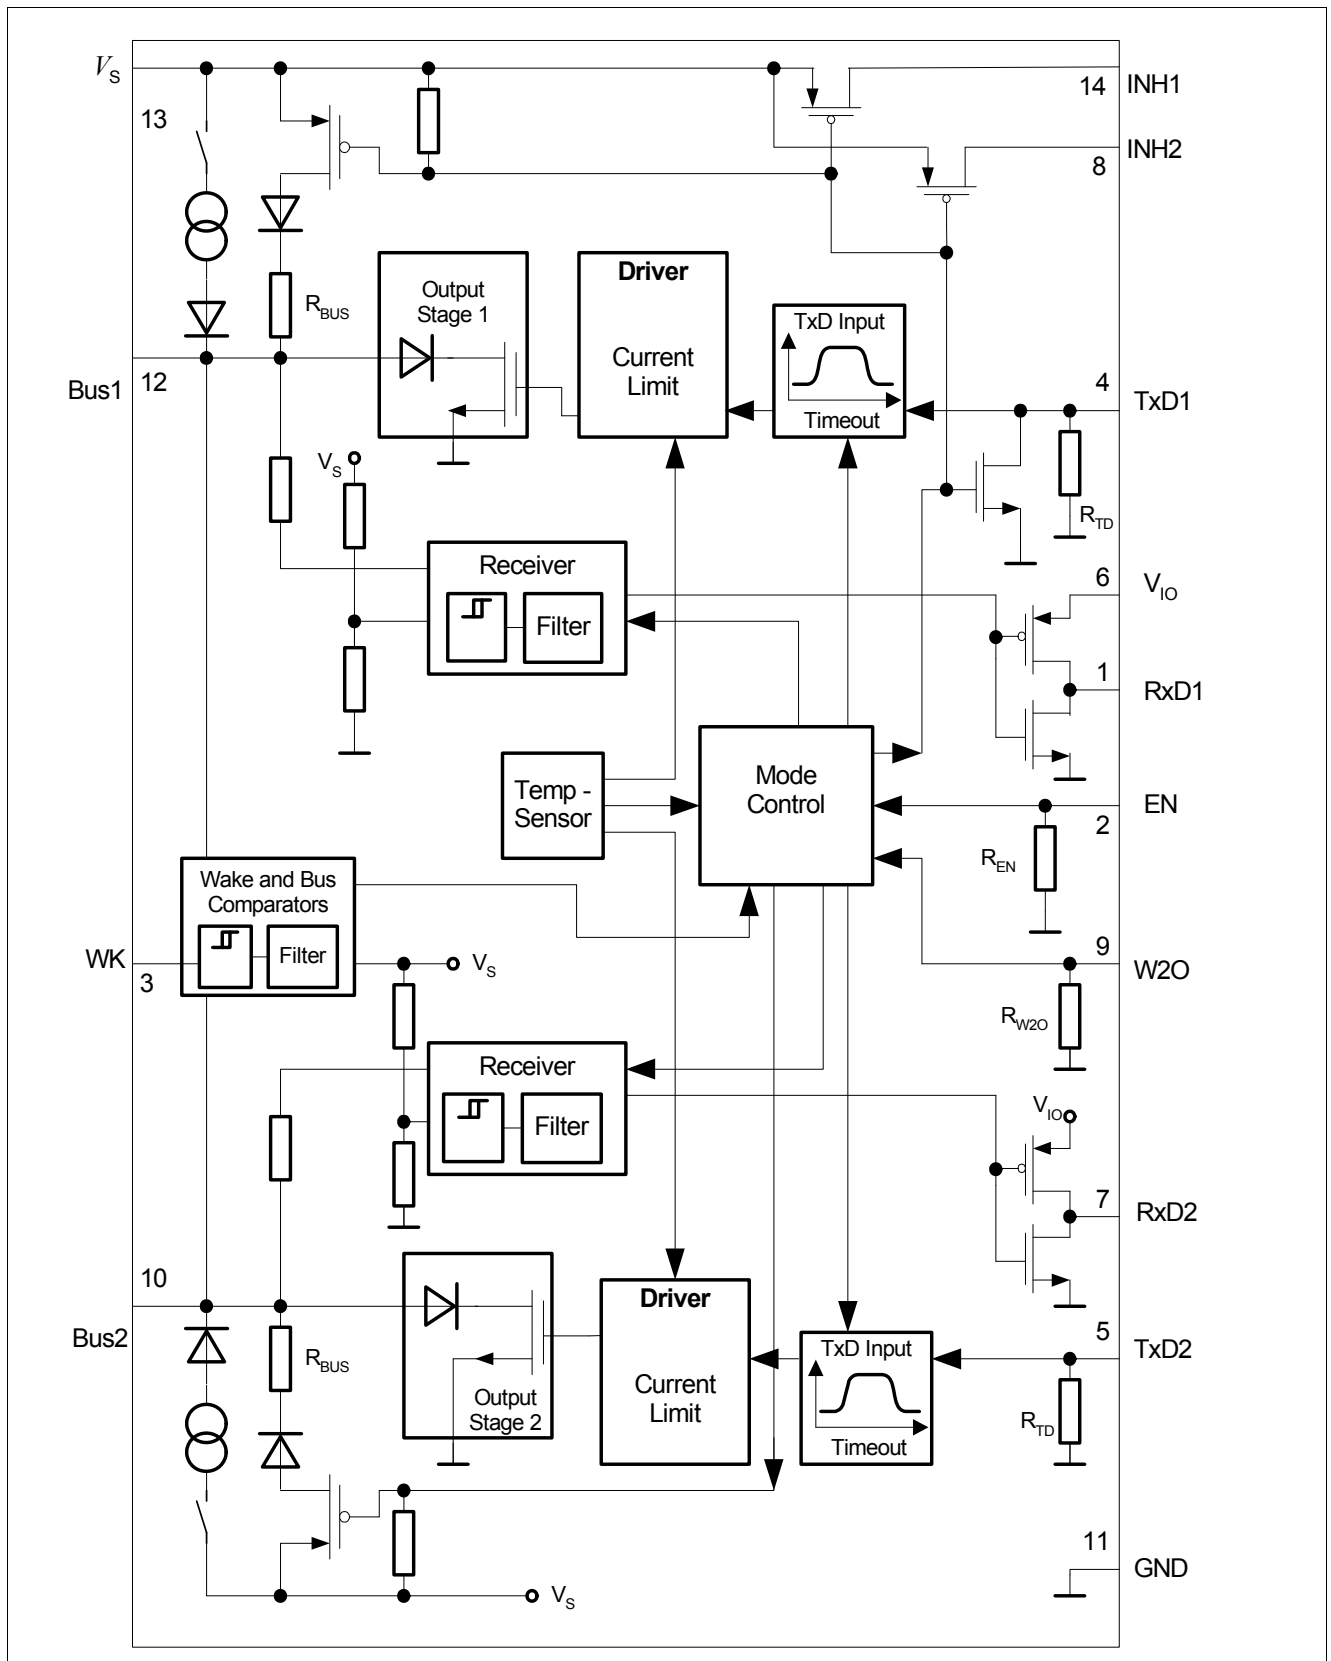 VS
13
14
INH1
INH2
8
Output
Stage 1
Driver
Current
Limit
TxD Input
Timeout
RBUS
Bus1
12
4
TxD1
VS
RTD
Receiver
Filter
6
VIO
1
RxD1
Temp -
Sensor
Mode
Control
EN
2
REN
Wake and Bus
Comparators
Filter
WK
3
VS
9
W2O
RW2O
Receiver
Filter
VIO
7
RxD2
10
Bus2
RBUS
Output
Stage 2
Driver
Current
Limit
TxD Input
Timeout
5
TxD2
RTD
11
GND
VS